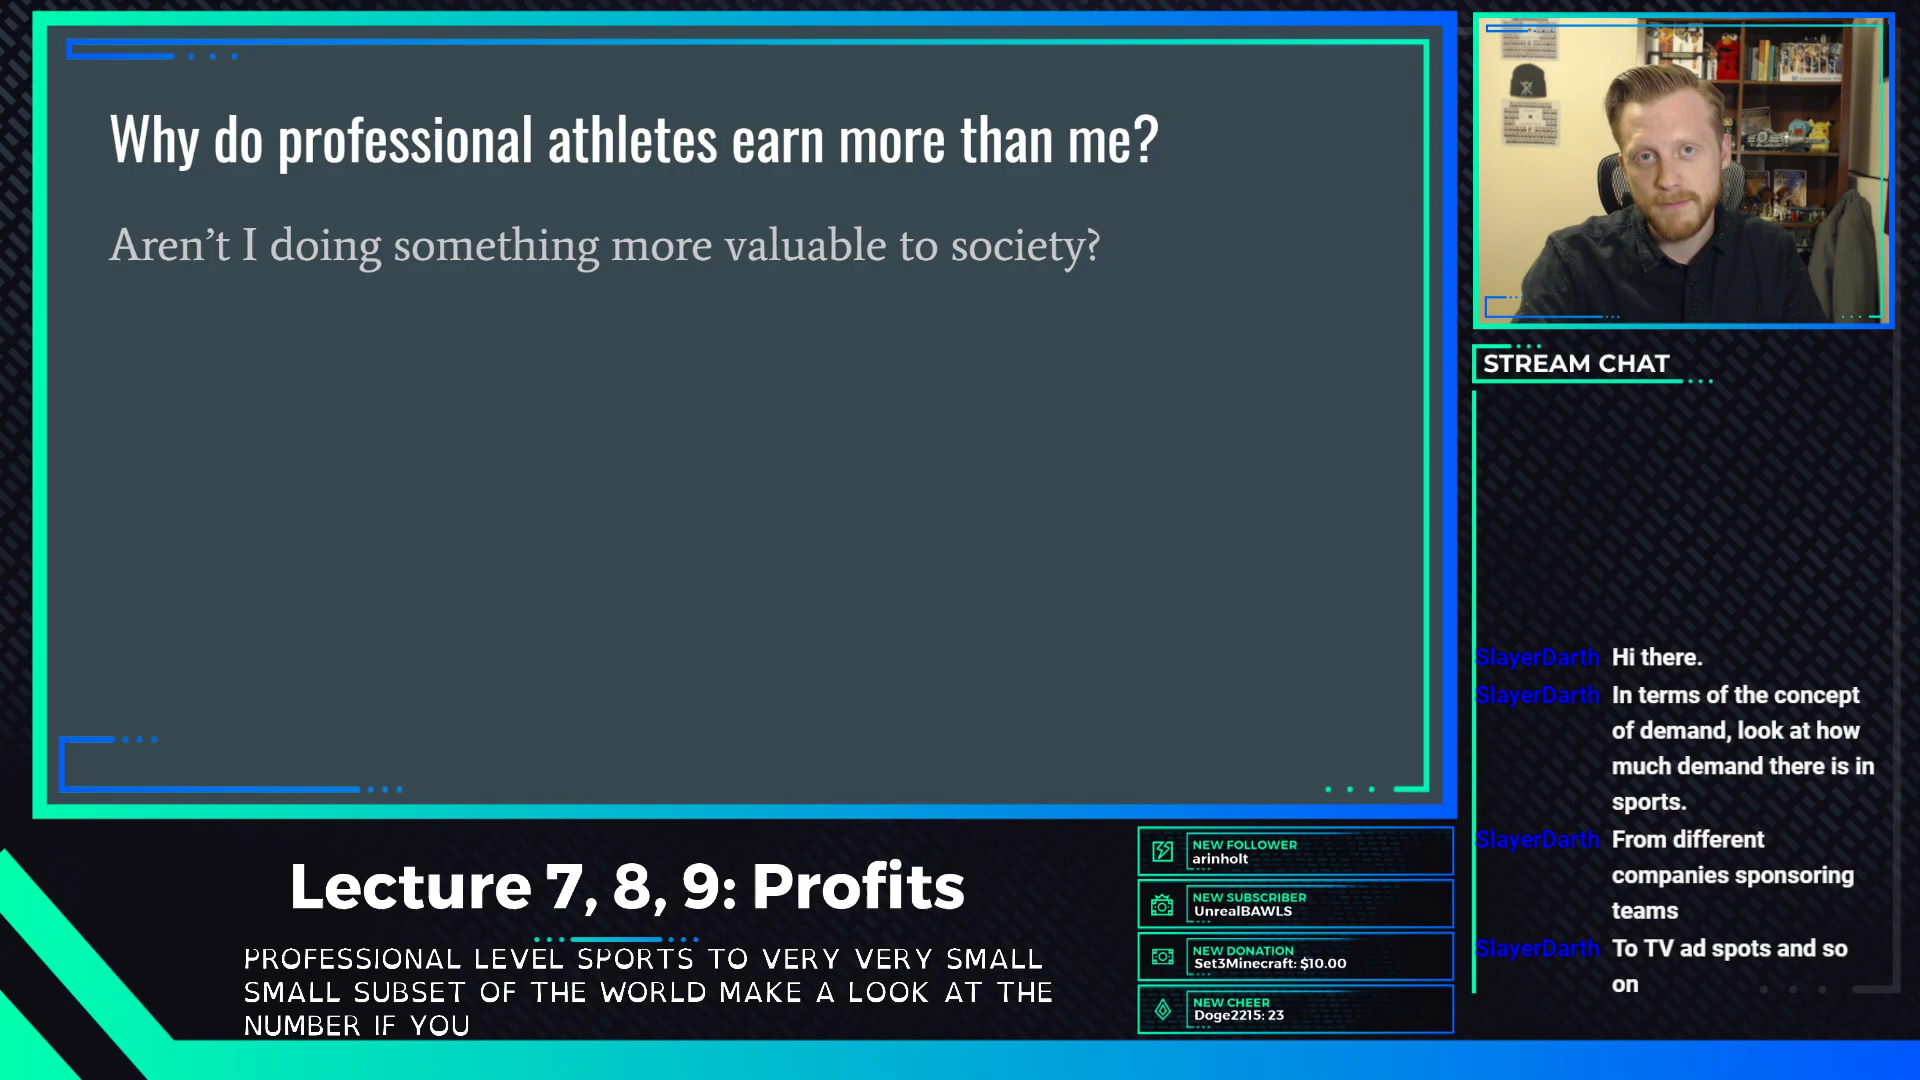 Why do professional athletes earn more than me?
Aren’t I doing something more valuable to society?
STREAM CHAT
SlayerDarth Hi there.
SlayerDarth In terms of the concept
of demand, look at how
much demand there is in
sports.
SlayerDarth From different
companies sponsoring
teams
SlayerDarth To TV ad spots and so
on
Lecture 7, 8, 9: Profits
PROFESSIONAL LEVEL SPORTS TO VERY VERY SMALL
SMALL SUBSET OF THE WORLD MAKE A LOOK AT THE
NUMBER IF YOU
NEW FOLLOWER
arinholt
NEW SUBSCRIBER
UnrealBAWLS
NEW DONATION
Set3Minecraft: $10.00
NEW CHEER
Doge2215: 23